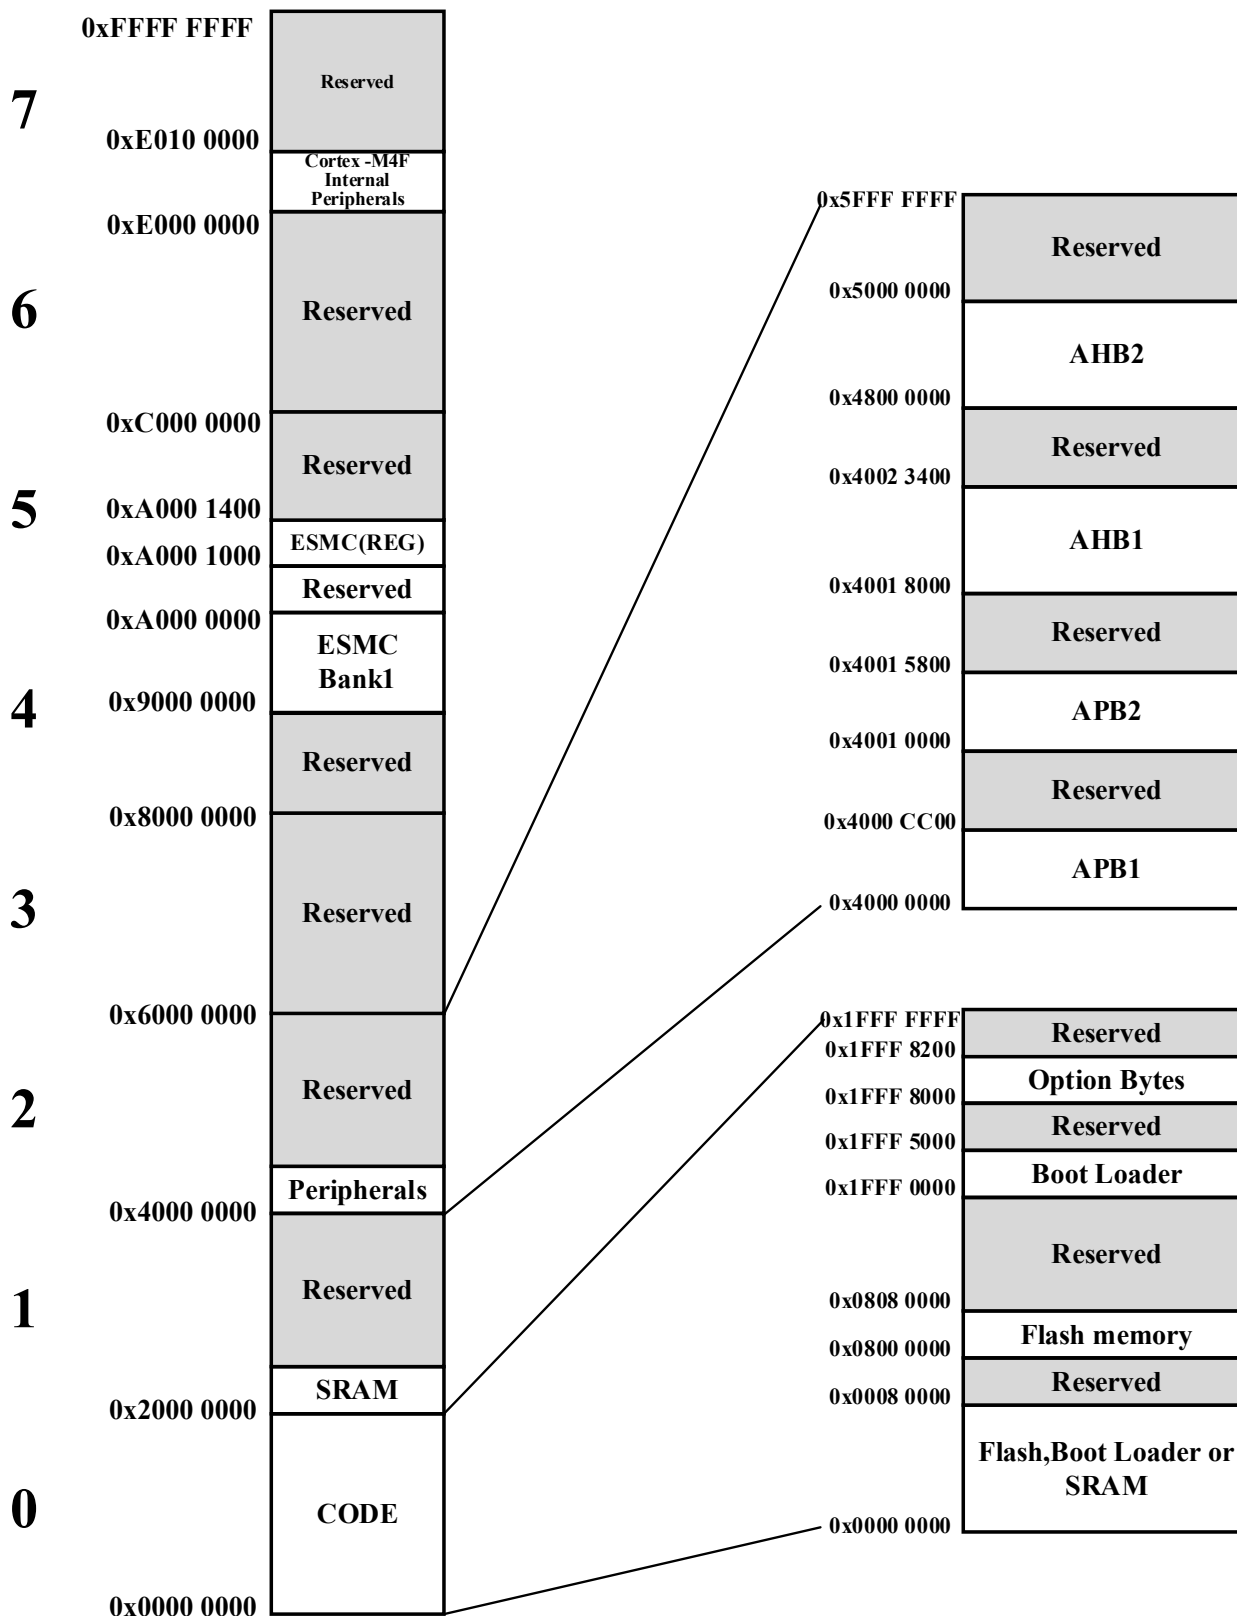 0xFFFF FFFF
Reserved
7
0xE010 0000
Cortex -M4F
Internal
Peripherals
0xE000 0000
6
Reserved
0xC000 0000
Reserved
5
0xA000 1400
ESMC(REG)
0xA000 1000
Reserved
0xA000 0000
ESMC
Bank1
4
0x9000 0000
Reserved
0x8000 0000
3
Reserved
0x6000 0000
2
Reserved
Peripherals
0x4000 0000
1
Reserved
SRAM
0x2000 0000
0
CODE
0x0000 0000
0x5FFF FFFF
Reserved
0x5000 0000
AHB2
0x4800 0000
Reserved
0x4002 3400
AHB1
0x4001 8000
Reserved
0x4001 5800
APB2
0x4001 0000
Reserved
0x4000 CC00
APB1
0x4000 0000
0x1FFF FFFF
Reserved
0x1FFF 8200
Option Bytes
0x1FFF 8000
Reserved
0x1FFF 5000
Boot Loader
0x1FFF 0000
Reserved
0x0808 0000
Flash memory
0x0800 0000
Reserved
0x0008 0000
Flash,Boot Loader or
SRAM
0x0000 0000